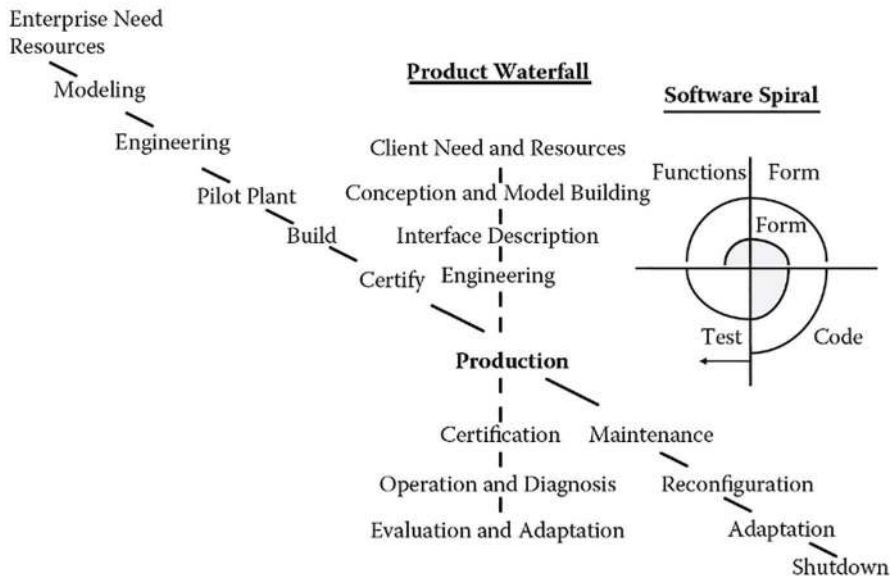 Enterprise Need
Resources
Modeling
Engineering
Pilot Plant
Build
Certify
Product Waterfall
Client Need and Resources
Conception and Model Building
Interface Description
Engineering
Production
Certification
Operation and Diagnosis
Evaluation and Adaptation
Maintenance
Reconfiguration
Adaptation
Shutdown
Software Spiral
Functions
Form
Form
Test
Code